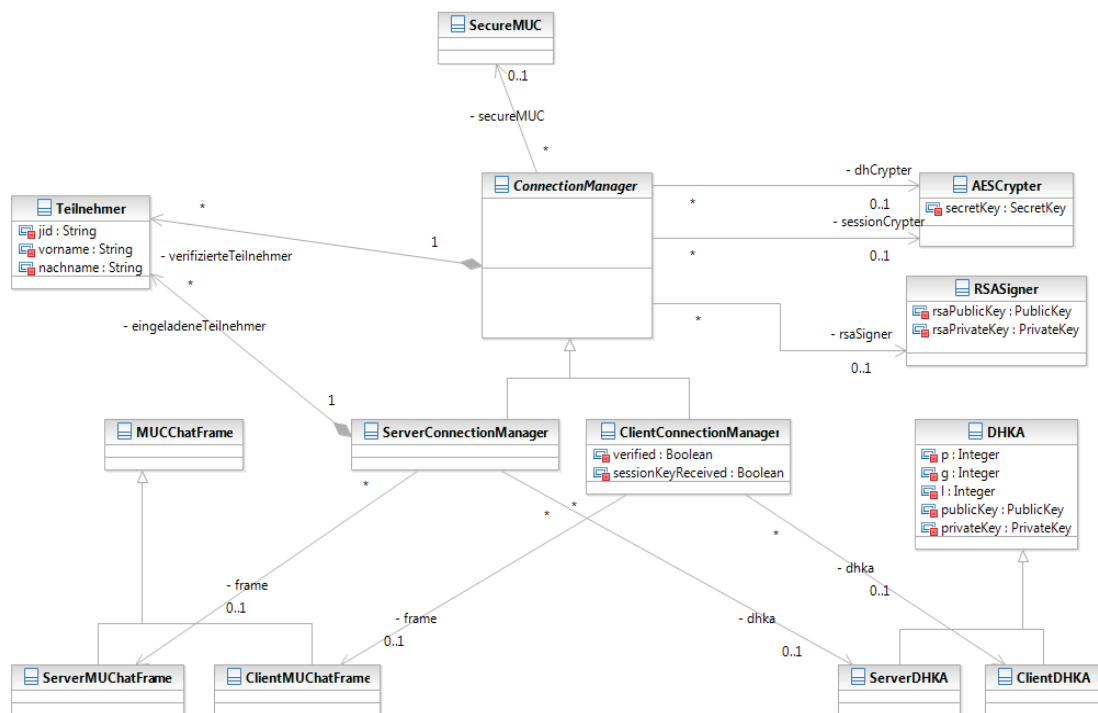 SecureMUC
0..1
- secureMUC
*
ConnectionManager
- dhCrypter
*
0..1
AESCrypter
secretKey : SecretKey
- sessionCrypter
*
0..1
Teilnehmer
jid : String
vorname : String
nachname : String
*
1
- verifizierteTeilnehmer
*
- eingeladeneTeilnehmer
1
RSASigner
rsaPublicKey : PublicKey
rsaPrivateKey : PrivateKey
*
- rsaSigner
0..1
MUCChatFrame
ServerConnectionManager
ClientConnectionManager
verified : Boolean
sessionKeyReceived : Boolean
DHKA
p : Integer
g : Integer
l : Integer
publicKey : PublicKey
privateKey : PrivateKey
*
*
*
*
- frame
0..1
- frame
0..1
- dhka
0..1
- dhka
0..1
ServerMUChatFrame
ClientMUChatFrame
ServerDHKA
ClientDHKA